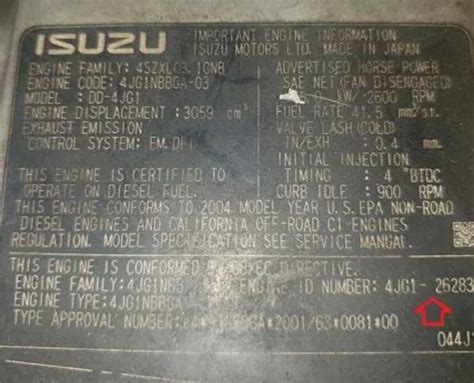 ISUZU
IMPORTANT ENGINE INFORMATION
ISUZU MOTORS LTD. MADE IN JAPAN
ENGINE FAMILY: 4SZXL03.1GNB
ENGINE CODE: 4JG1NBBGA-03
MODEL: DD-4JG1
ENGINE DISPLACEMENT: 3059 cm³
EXHAUST EMISSION
CONTROL SYSTEM: EM,DFI
THIS ENGINE IS CERTIFIED TO
OPERATE ON DIESEL FUEL.
ADVERTISED HORSE POWER
SAE NET(FAN DISENGAGED)
kW/2600 RPM
FUEL RATE: 41.5 mm³/st.
VALVE LASH(COLD)
IN/EXH : 0.4 mm
INITIAL INJECTION
TIMING : 4 °BTDC
CURB IDLE: 900 RPM
THIS ENGINE CONFORMS TO 2004 MODEL YEAR U.S.EPA NON-ROAD
DIESEL ENGINES AND CALIFORNIA OFF-ROAD C1-ENGINES
REGULATION. MODEL SPECIFICATION SEE SERVICE MANUAL.
THIS ENGINE IS CONFORMED DIRECTIVE.
ENGINE FAMILY:4JG1N6B ENGINE ID NUMBER: 4JG1- 26283
ENGINE TYPE:4JG1NBBGA
TYPE APPROVAL NUMBER: 2001/63*0081*00